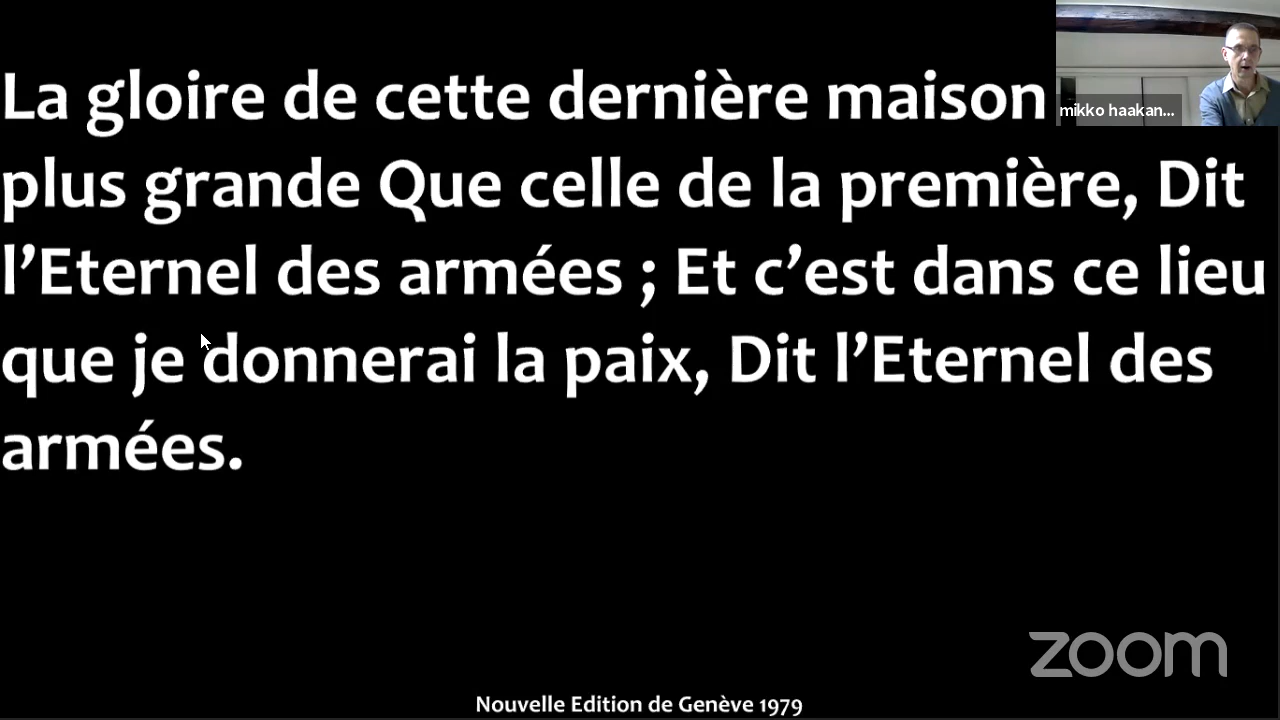 La gloire de cette dernière maison
plus grande Que celle de la première, Dit
l’Eternel des armées ; Et c’est dans ce lieu
que je donnerai la paix, Dit l’Eternel des
armées.
mikko haakan...
zoom
Nouvelle Edition de Genève 1979